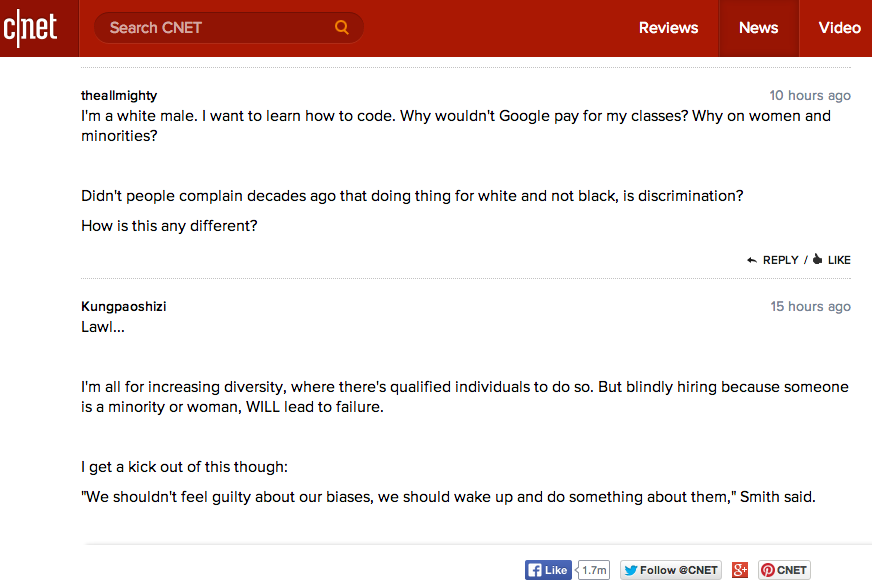 c|net
Search CNET
Reviews
News
Video
theallmighty
10 hours ago
I'm a white male. I want to learn how to code. Why wouldn't Google pay for my classes? Why on women and
minorities?
Didn't people complain decades ago that doing thing for white and not black, is discrimination?
How is this any different?
REPLY / LIKE
Kungpaoshizi
15 hours ago
Lawl...
I'm all for increasing diversity, where there's qualified individuals to do so. But blindly hiring because someone
is a minority or woman, WILL lead to failure.
I get a kick out of this though:
"We shouldn't feel guilty about our biases, we should wake up and do something about them," Smith said.
Like 1.7m Follow @CNET g+ CNET